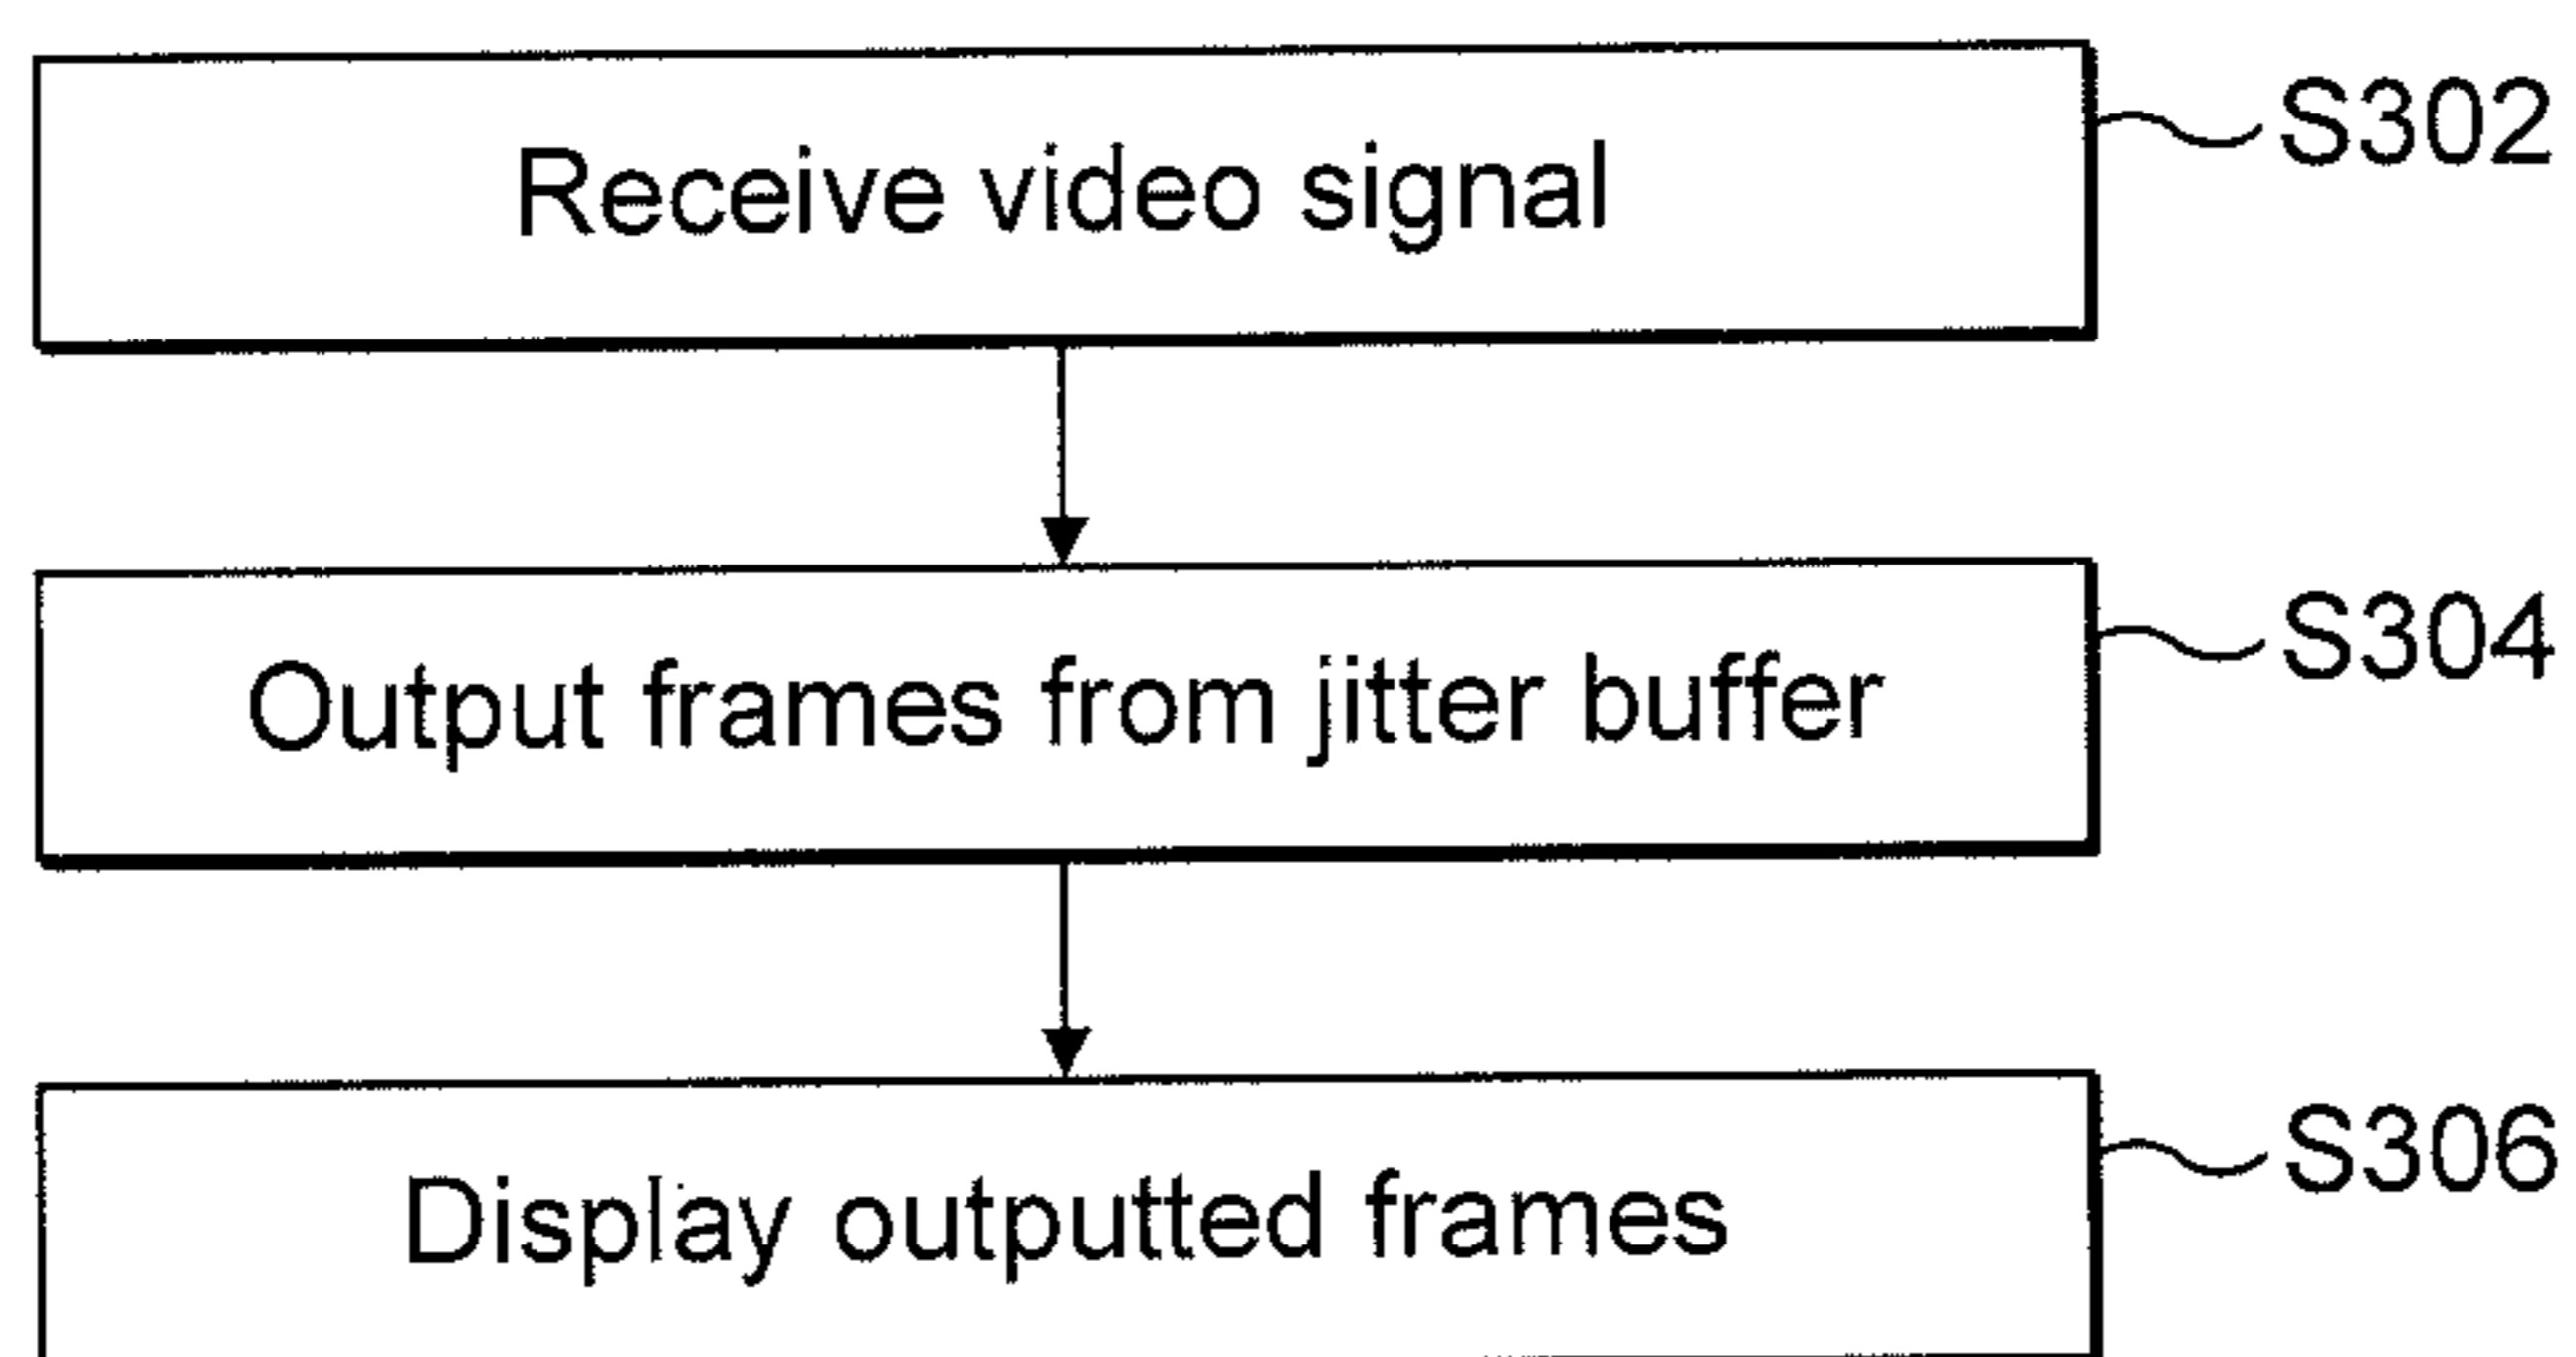 Receive video signal
S302
Output frames from jitter buffer
S304
Display outputted frames
S306